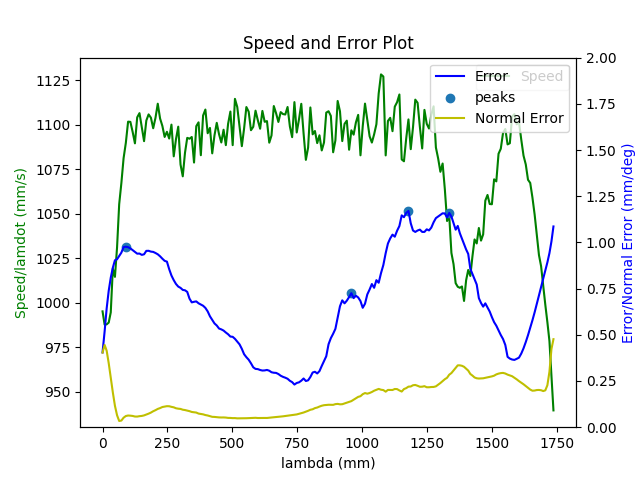 Speed and Error Plot
Error
Speed
peaks
Normal Error
Speed/lamdot (mm/s)
1125
1100
1075
1050
1025
1000
975
950
2.00
1.75
1.50
1.25
1.00
0.75
0.50
0.25
0.00
Error/Normal Error (mm/deg)
0 250 500 750 1000 1250 1500 1750
lambda (mm)